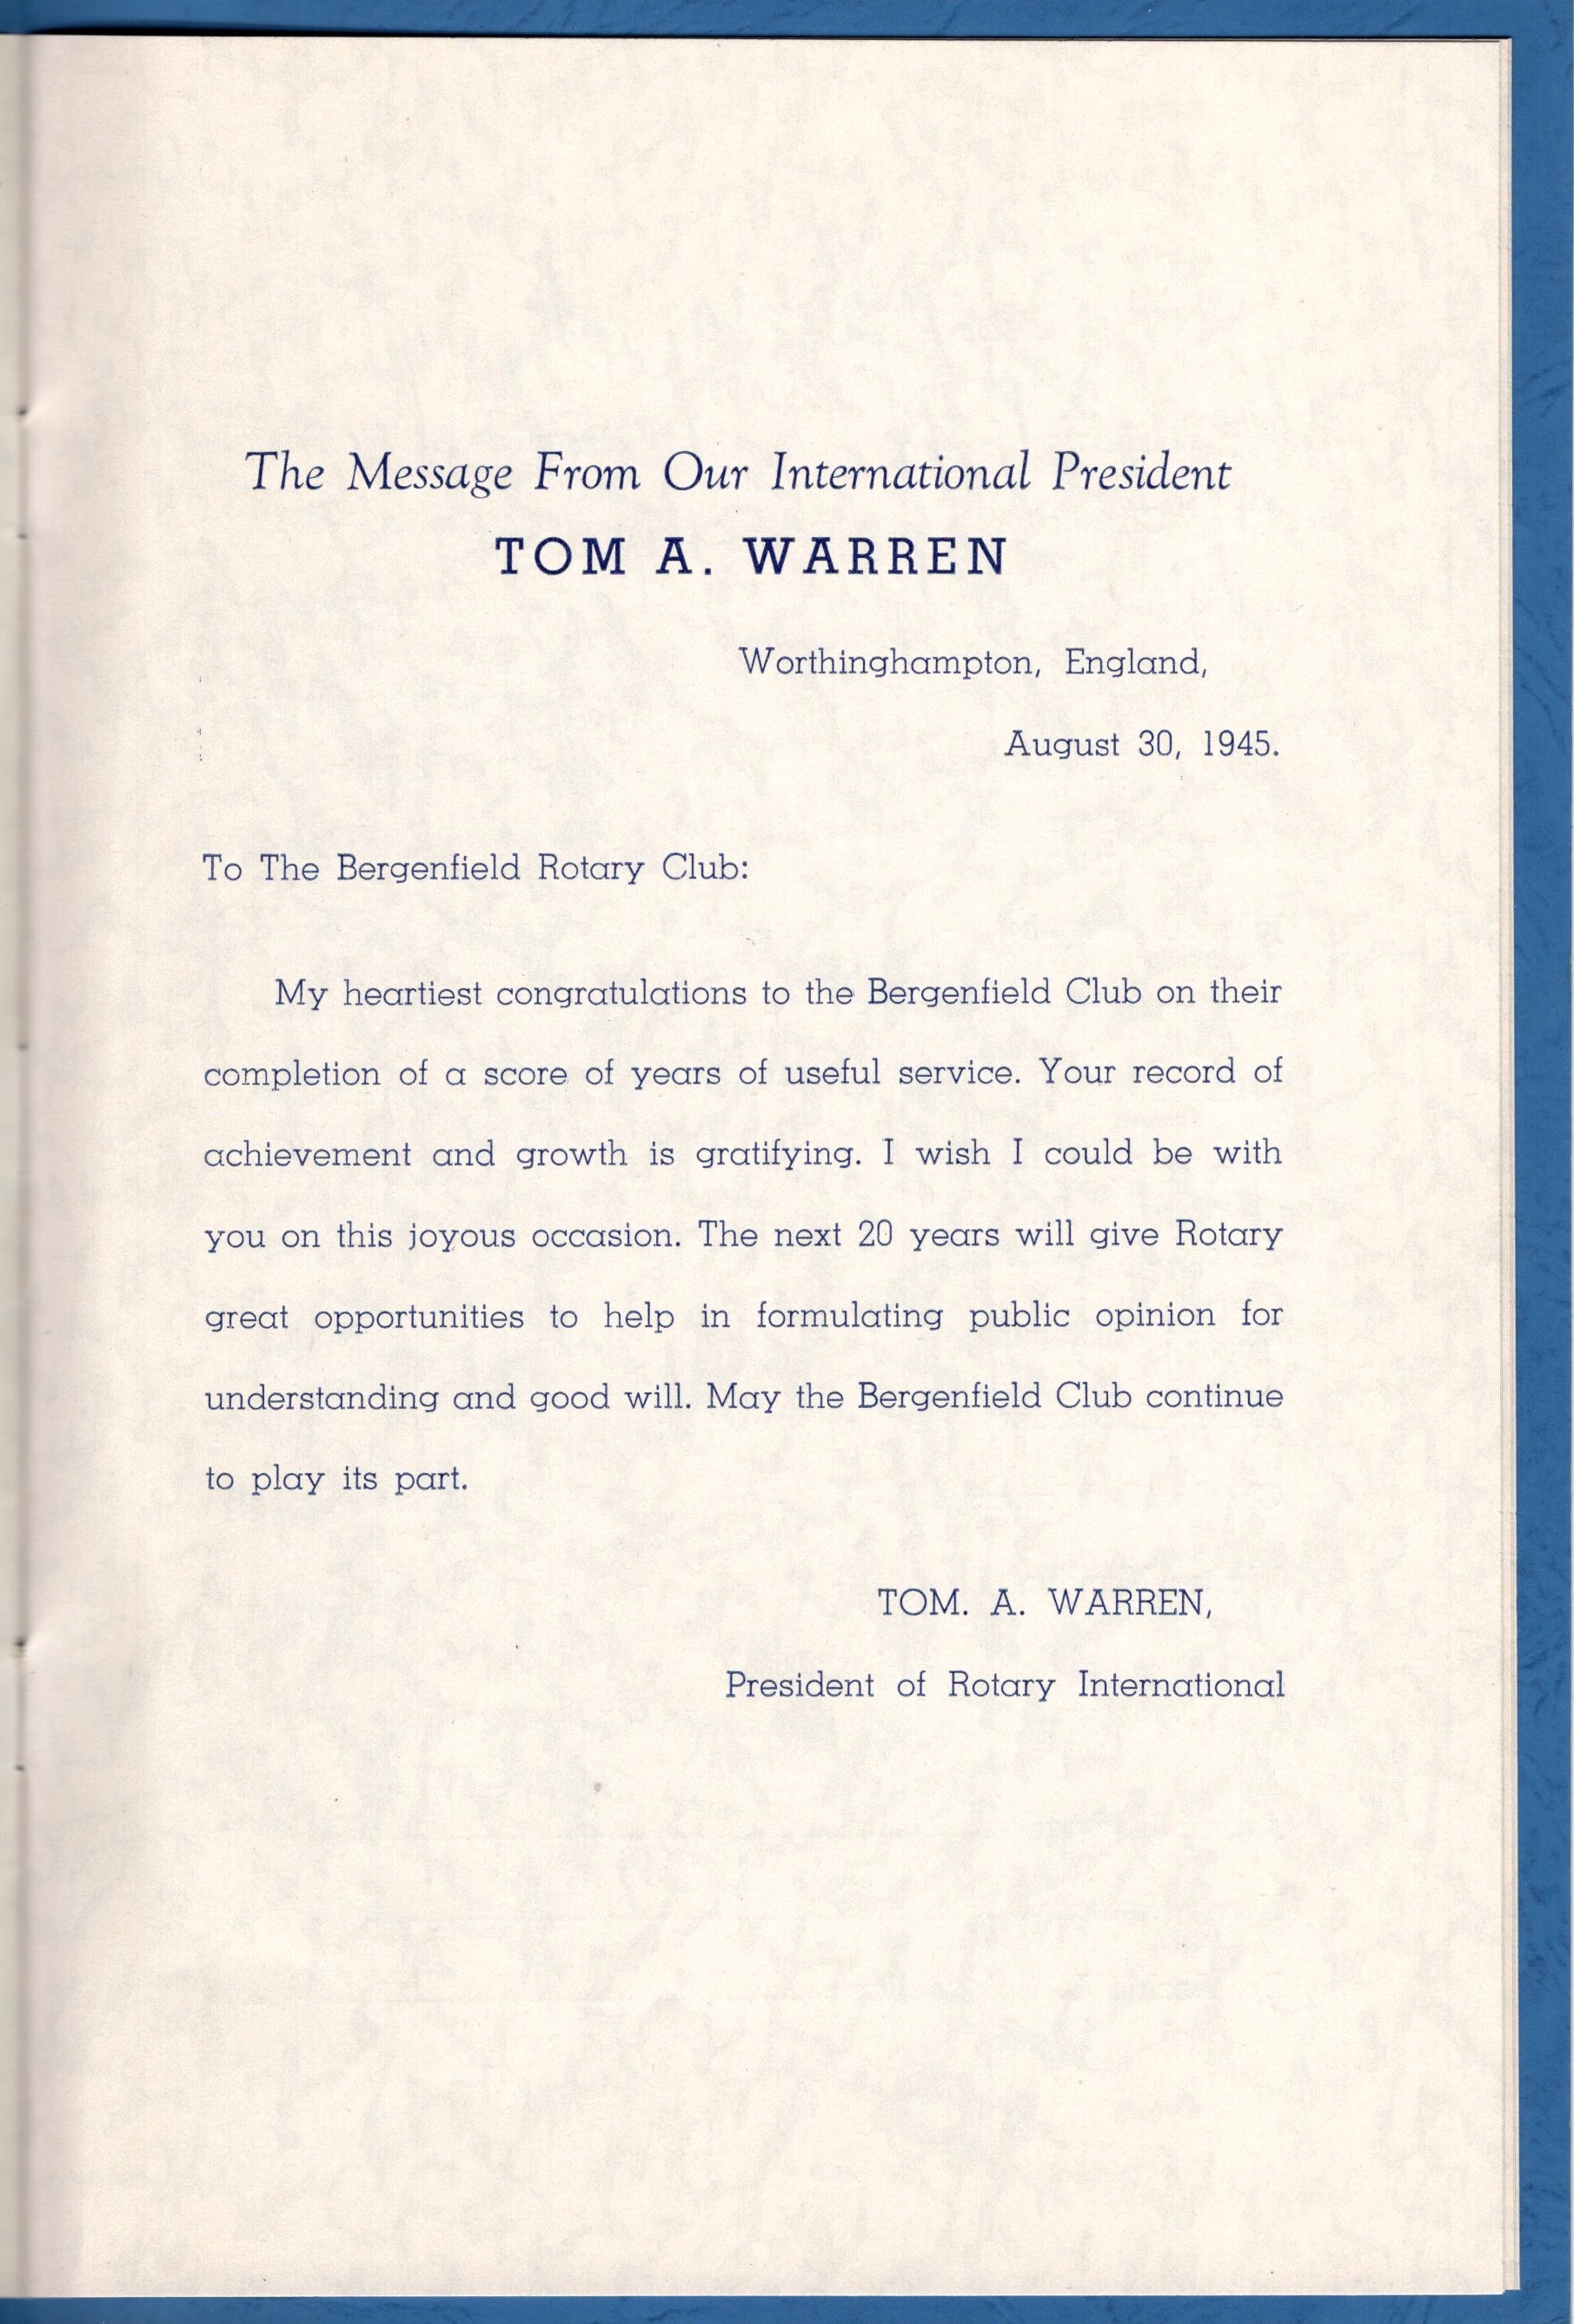 The Message From Our International President
TOM A. WARREN
Worthinghampton, England,
August 30, 1945.
To The Bergenfield Rotary Club:
My heartiest congratulations to the Bergenfield Club on their
completion of a score of years of useful service. Your record of
achievement and growth is gratifying. I wish I could be with
you on this joyous occasion. The next 20 years will give Rotary
great opportunities to help in formulating public opinion for
understanding and good will. May the Bergenfield Club continue
to play its part.
TOM. A. WARREN,
President of Rotary International